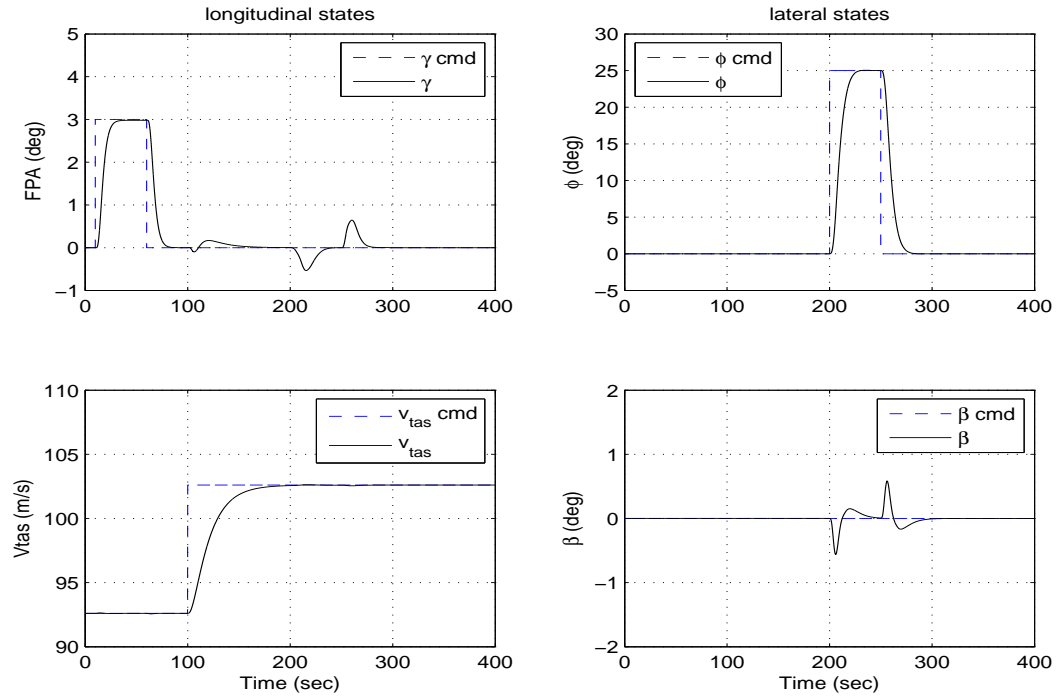 longitudinal states
5
4
3
2
1
0
−1
FPA (deg)
γ cmd
γ
0 100 200 300 400
lateral states
30
25
20
15
10
5
0
−5
ϕ (deg)
ϕ cmd
ϕ
0 100 200 300 400
110
105
100
95
90
Vtas (m/s)
v_tas cmd
v_tas
0 100 200 300 400
Time (sec)
2
1
0
−1
−2
β (deg)
β cmd
β
0 100 200 300 400
Time (sec)